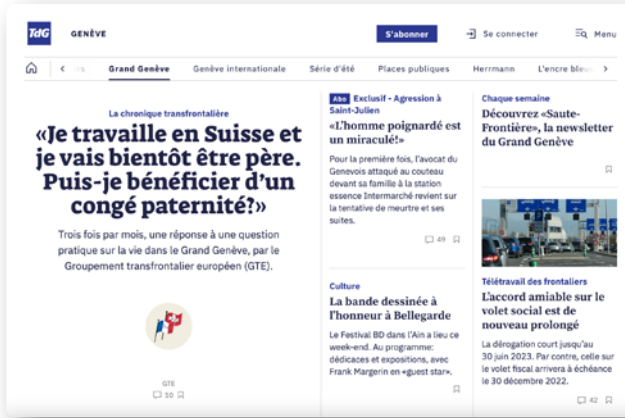 TdG GENÈVE S'abonner Se connecter Menu
Grand Genève Genève internationale Série d'été Places publiques Herrmann L'encre bleu
La chronique transfrontalière
«Je travaille en Suisse et
je vais bientôt être père.
Puis-je bénéficier d'un
congé paternité?»
Trois fois par mois, une réponse à une question
pratique sur la vie dans le Grand Genève, par le
Groupement transfrontalier européen (GTE).
GTE
10
Abo Exclusif - Agression à
Saint-Julien
«L'homme poignardé est
un miraculé!»
Pour la première fois, l'avocat du
Genevois attaqué au couteau
devant sa famille à la station
essence Intermarché revient sur
la tentative de meurtre et ses
suites.
49
Culture
La bande dessinée à
l'honneur à Bellegarde
Le Festival BD dans l'Ain a lieu ce
week-end. Au programme:
dédicaces et expositions, avec
Frank Margerin en «guest star».
Chaque semaine
Découvrez «Saute-
Frontière», la newsletter
du Grand Genève
Télétravail des frontaliers
L'accord amiable sur le
volet social est de
nouveau prolongé
La dérogation court jusqu'au
30 juin 2023. Par contre, celle sur
le volet fiscal arrivera à échéance
le 30 décembre 2022.
42